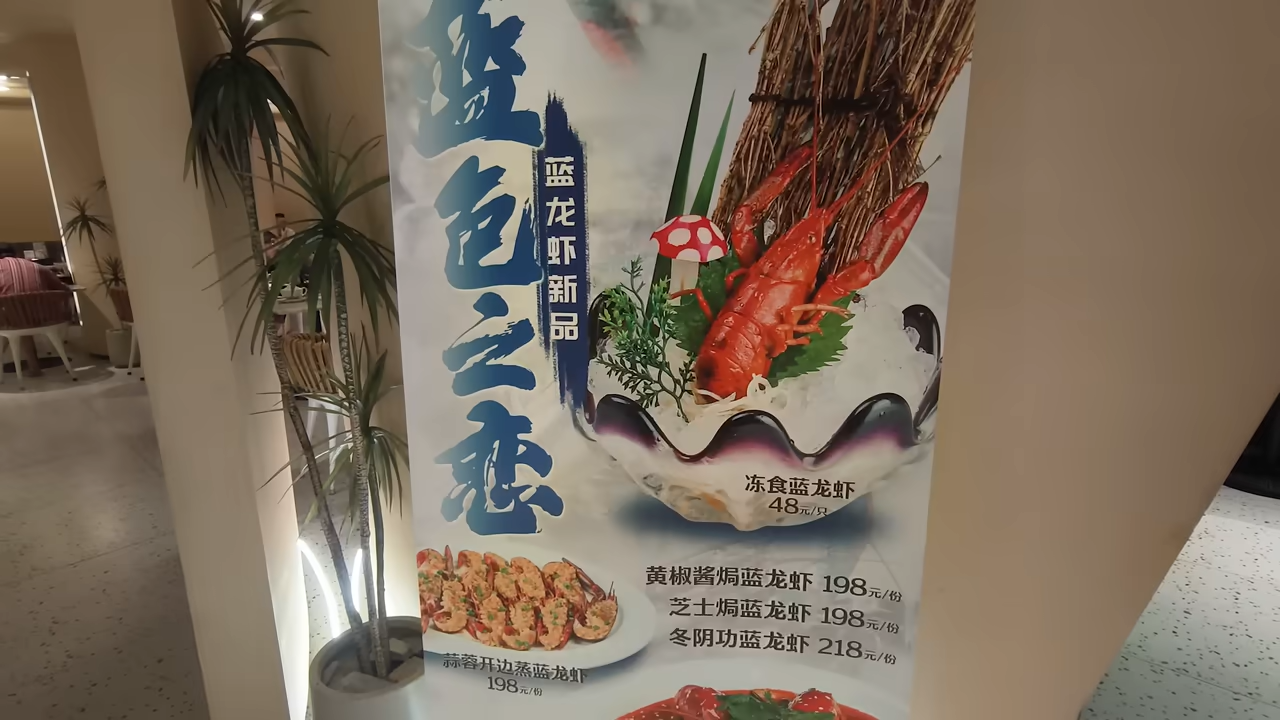 蓝色之恋
蓝龙虾新品
冻食蓝龙虾
48元/只
黄椒酱焗蓝龙虾 198元/份
芝士焗蓝龙虾 198元/份
冬阴功蓝龙虾 218元/份
蒜蓉开边蒸蓝龙虾
198元/份